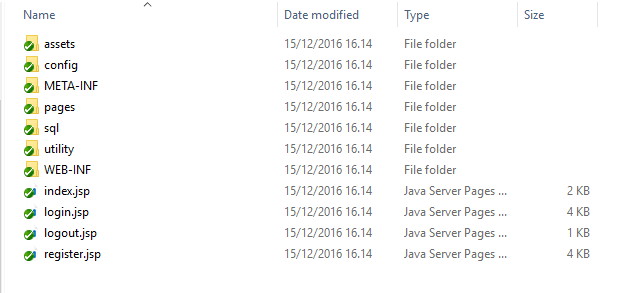 Name Date modified Type Size
assets 15/12/2016 16.14 File folder
config 15/12/2016 16.14 File folder
META-INF 15/12/2016 16.14 File folder
pages 15/12/2016 16.14 File folder
sql 15/12/2016 16.14 File folder
utility 15/12/2016 16.14 File folder
WEB-INF 15/12/2016 16.14 File folder
index.jsp 15/12/2016 16.14 Java Server Pages ... 2 KB
login.jsp 15/12/2016 16.14 Java Server Pages ... 4 KB
logout.jsp 15/12/2016 16.14 Java Server Pages ... 1 KB
register.jsp 15/12/2016 16.14 Java Server Pages ... 4 KB